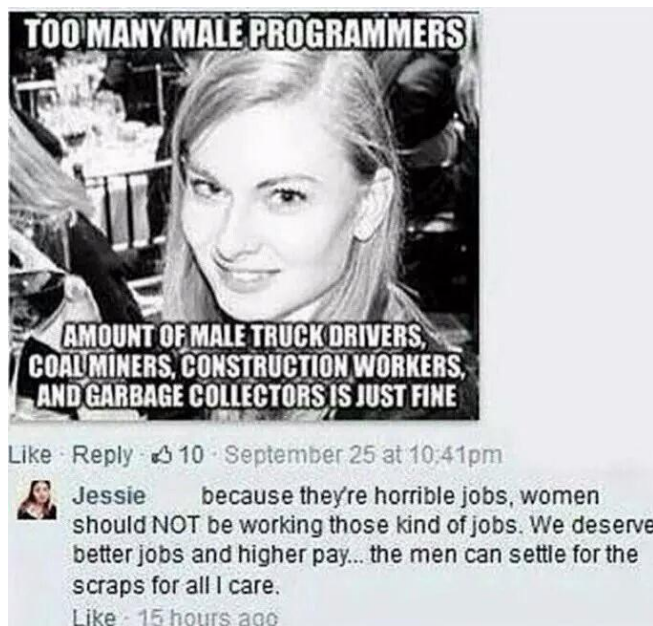 TOO MANY MALE PROGRAMMERS
AMOUNT OF MALE TRUCK DRIVERS,
COAL MINERS, CONSTRUCTION WORKERS,
AND GARBAGE COLLECTORS IS JUST FINE
Like · Reply · 10 · September 25 at 10:41pm
Jessie because they're horrible jobs, women
should NOT be working those kind of jobs. We deserve
better jobs and higher pay... the men can settle for the
scraps for all I care.
Like · 15 hours ago